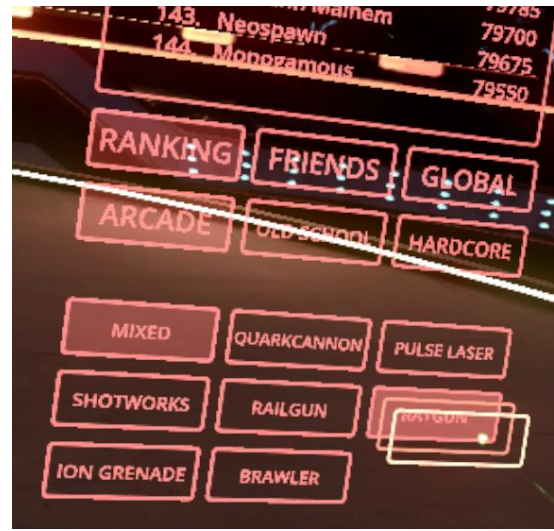 Malhem 79785
143. Neospawn 79700
144. Monogamous 79675
79550
RANKING FRIENDS GLOBAL
ARCADE OLD SCHOOL HARDCORE
MIXED QUARKCANNON PULSE LASER
SHOTWORKS RAILGUN RAYGUN
ION GRENADE BRAWLER